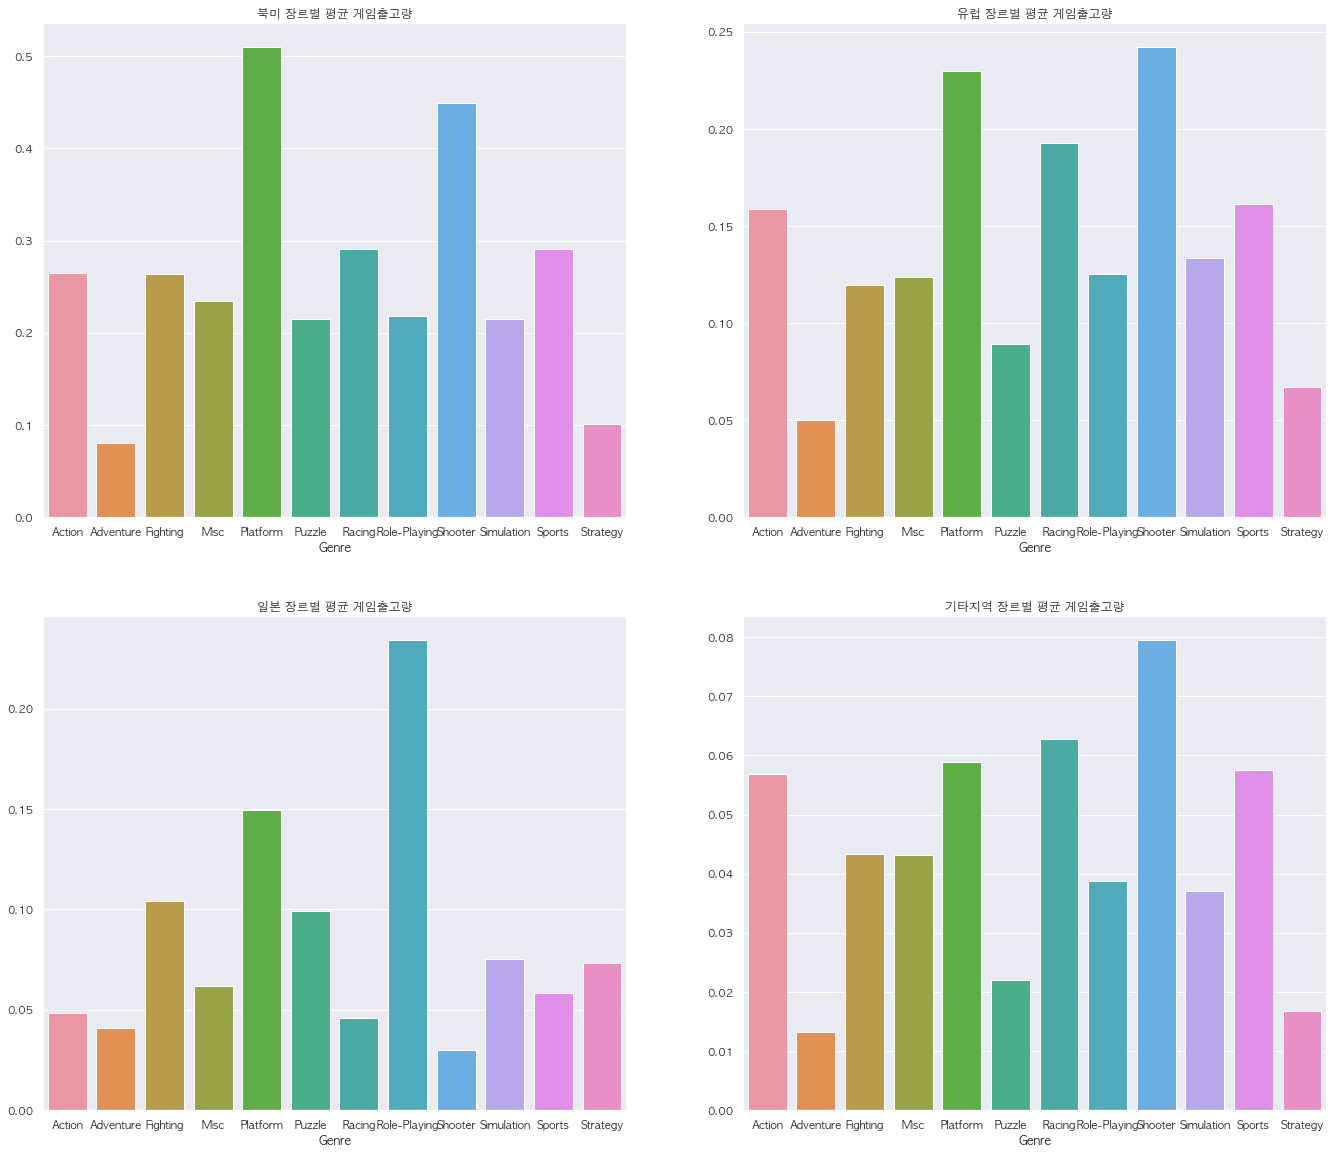 북미 장르별 평균 게임출고량
0.5
0.4
0.3
0.2
0.1
0.0
Action Adventure Fighting Misc Platform Puzzle Racing Role-Playing Shooter Simulation Sports Strategy
Genre
유럽 장르별 평균 게임출고량
0.25
0.20
0.15
0.10
0.05
0.00
Action Adventure Fighting Misc Platform Puzzle Racing Role-Playing Shooter Simulation Sports Strategy
Genre
일본 장르별 평균 게임출고량
0.20
0.15
0.10
0.05
0.00
Action Adventure Fighting Misc Platform Puzzle Racing Role-Playing Shooter Simulation Sports Strategy
Genre
기타지역 장르별 평균 게임출고량
0.08
0.07
0.06
0.05
0.04
0.03
0.02
0.01
0.00
Action Adventure Fighting Misc Platform Puzzle Racing Role-Playing Shooter Simulation Sports Strategy
Genre